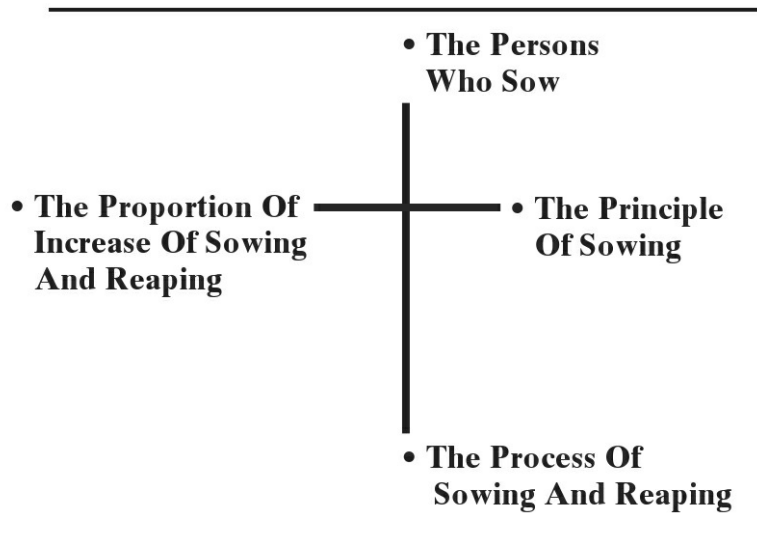 • The Persons
Who Sow
• The Proportion Of
Increase Of Sowing
And Reaping
• The Principle
Of Sowing
• The Process Of
Sowing And Reaping